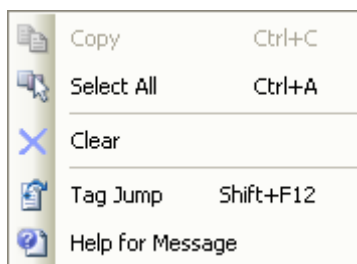 Copy Ctrl+C
Select All Ctrl+A
Clear
Tag Jump Shift+F12
Help for Message